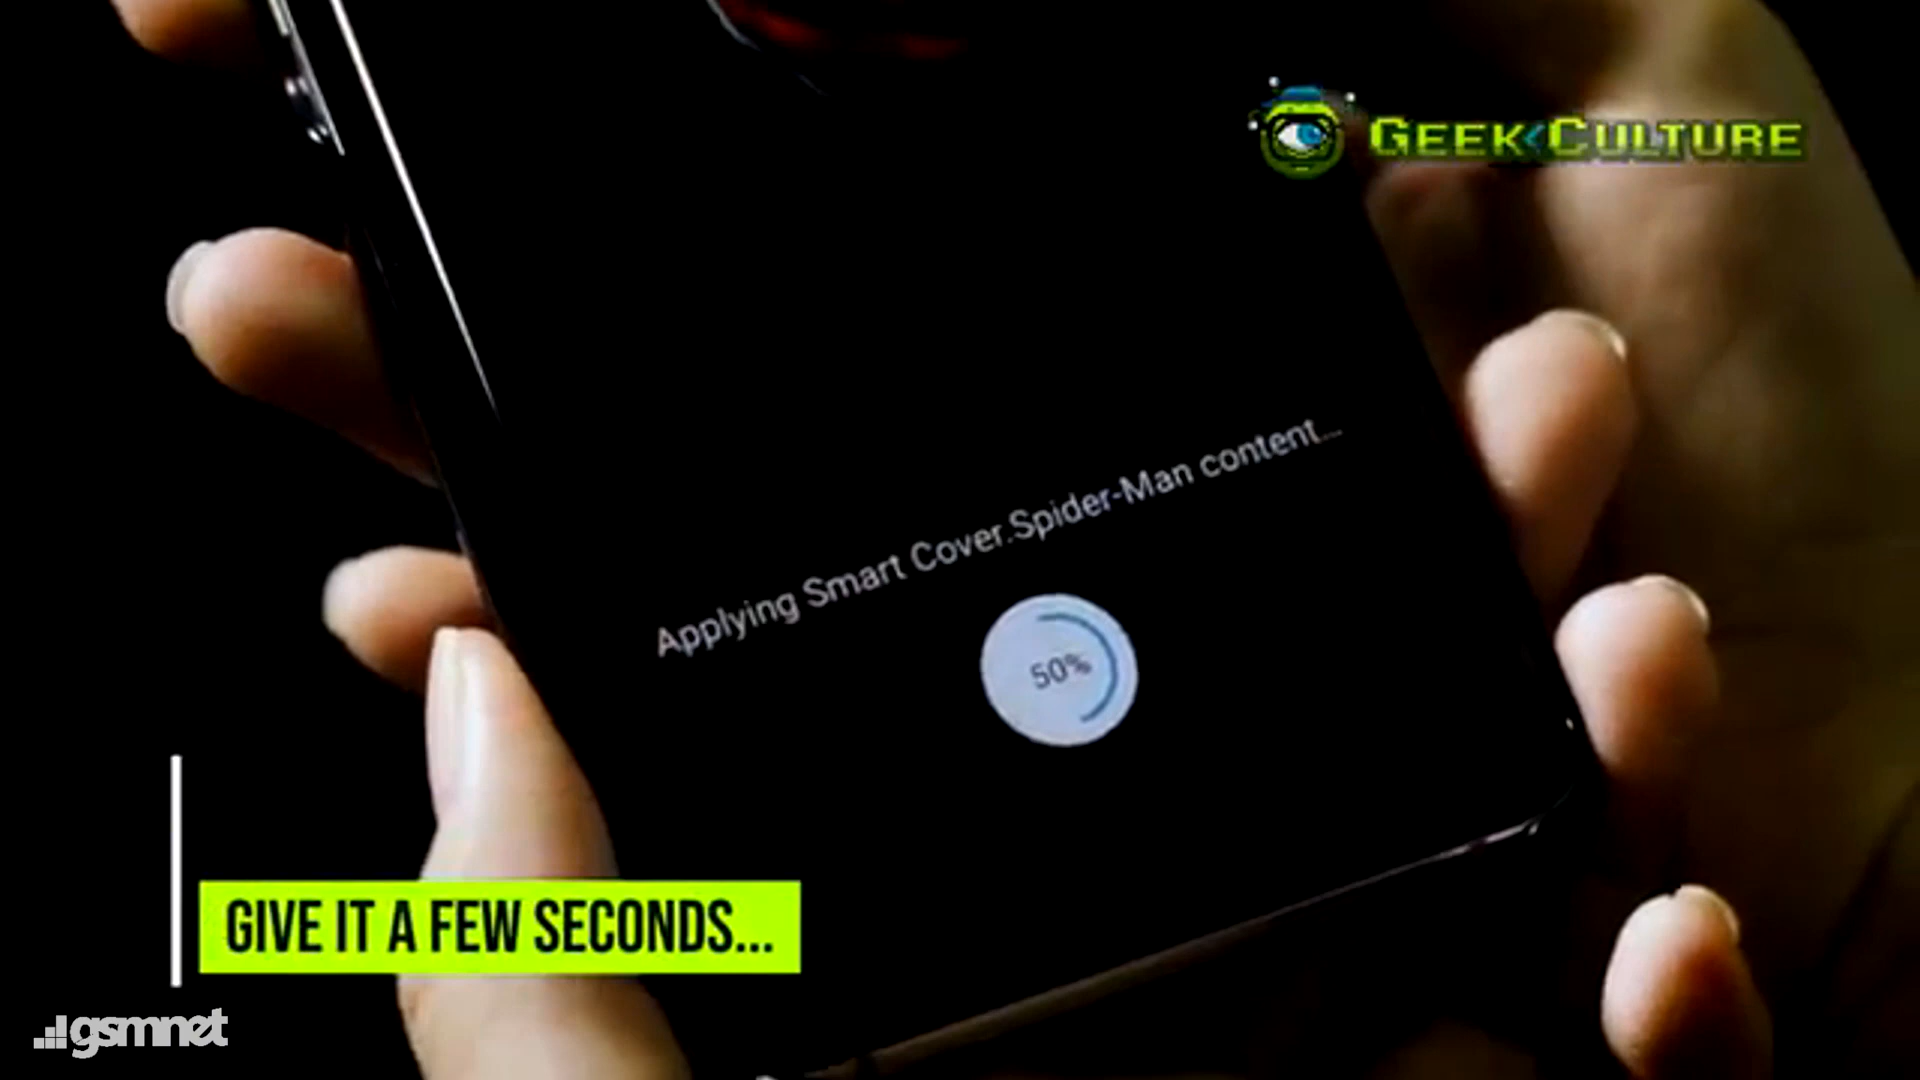 GEEK CULTURE
Applying Smart Cover.Spider-Man content...
50%
GIVE IT A FEW SECONDS...
gsmnet